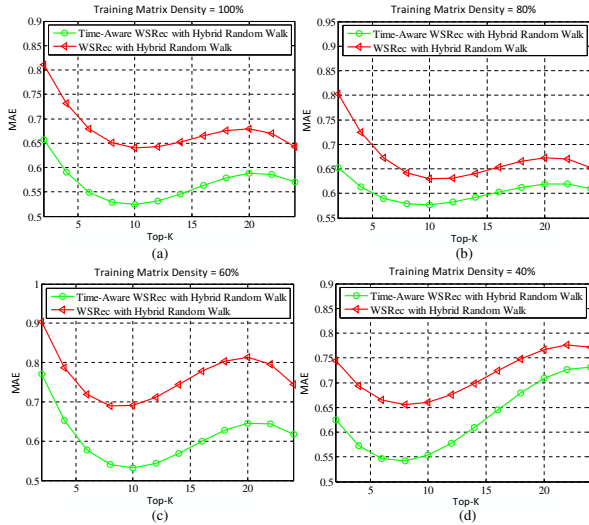 Training Matrix Density = 100%
0.9
0.85
0.8
0.75
0.7
0.65
0.6
0.55
0.5
MAE
Time-Aware WSRec with Hybrid Random Walk
WSRec with Hybrid Random Walk
5 10 15 20
Top-K
(a)
Training Matrix Density = 80%
0.95
0.9
0.85
0.8
0.75
0.7
0.65
0.6
0.55
MAE
Time-Aware WSRec with Hybrid Random Walk
WSRec with Hybrid Random Walk
5 10 15 20
Top-K
(b)
Training Matrix Density = 60%
1
0.9
0.8
0.7
0.6
0.5
MAE
Time-Aware WSRec with Hybrid Random Walk
WSRec with Hybrid Random Walk
5 10 15 20
Top-K
(c)
Training Matrix Density = 40%
0.9
0.85
0.8
0.75
0.7
0.65
0.6
0.55
0.5
MAE
Time-Aware WSRec with Hybrid Random Walk
WSRec with Hybrid Random Walk
5 10 15 20
Top-K
(d)